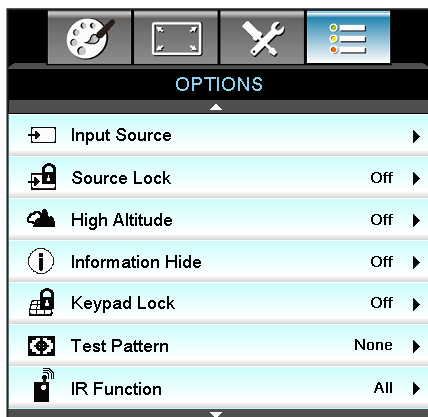 OPTIONS
Input Source
Source Lock Off
High Altitude Off
Information Hide Off
Keypad Lock Off
Test Pattern None
IR Function All